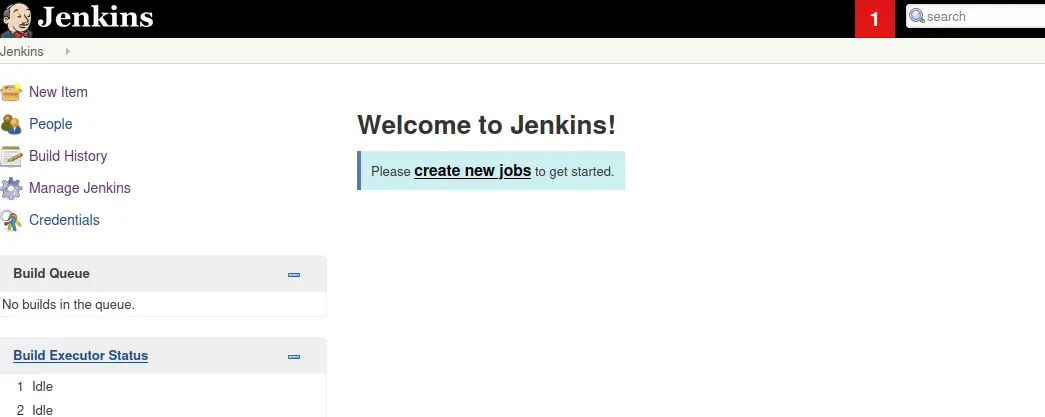 Jenkins
1
search
Jenkins
New Item
People
Build History
Manage Jenkins
Credentials
Welcome to Jenkins!
Please create new jobs to get started.
Build Queue
No builds in the queue.
Build Executor Status
1 Idle
2 Idle